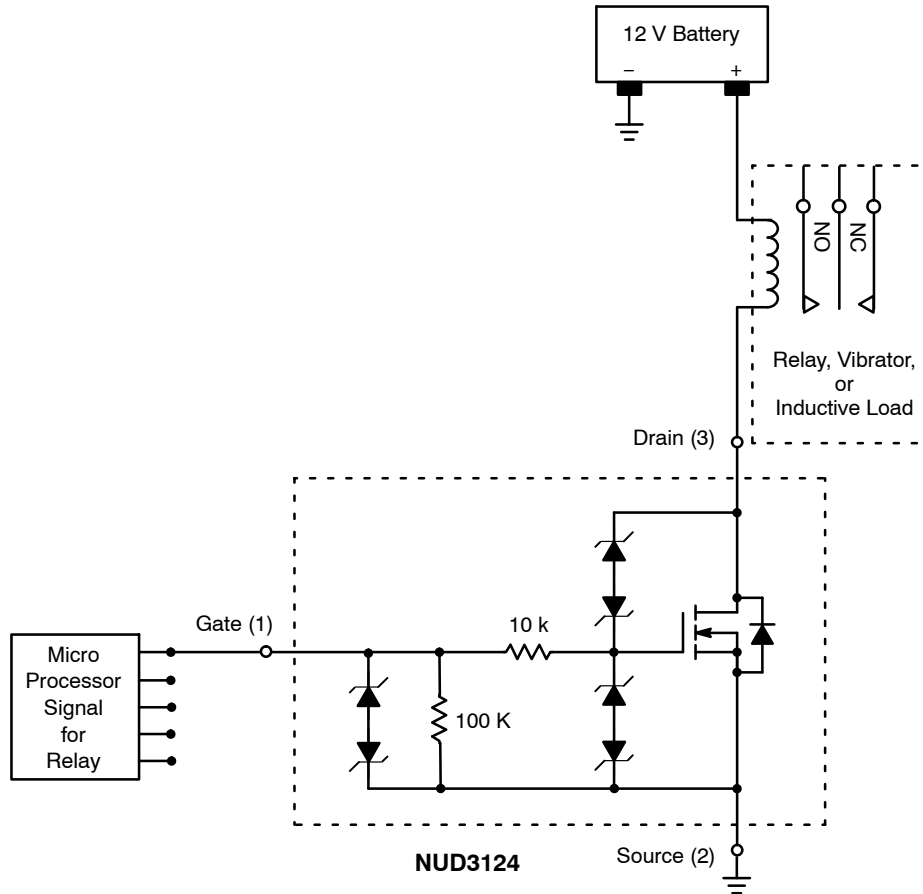 12 V Battery
– +
NO
NC
Relay, Vibrator,
or
Inductive Load
Drain (3)
Gate (1)
10 k
Micro
Processor
Signal
for
Relay
100 K
NUD3124
Source (2)